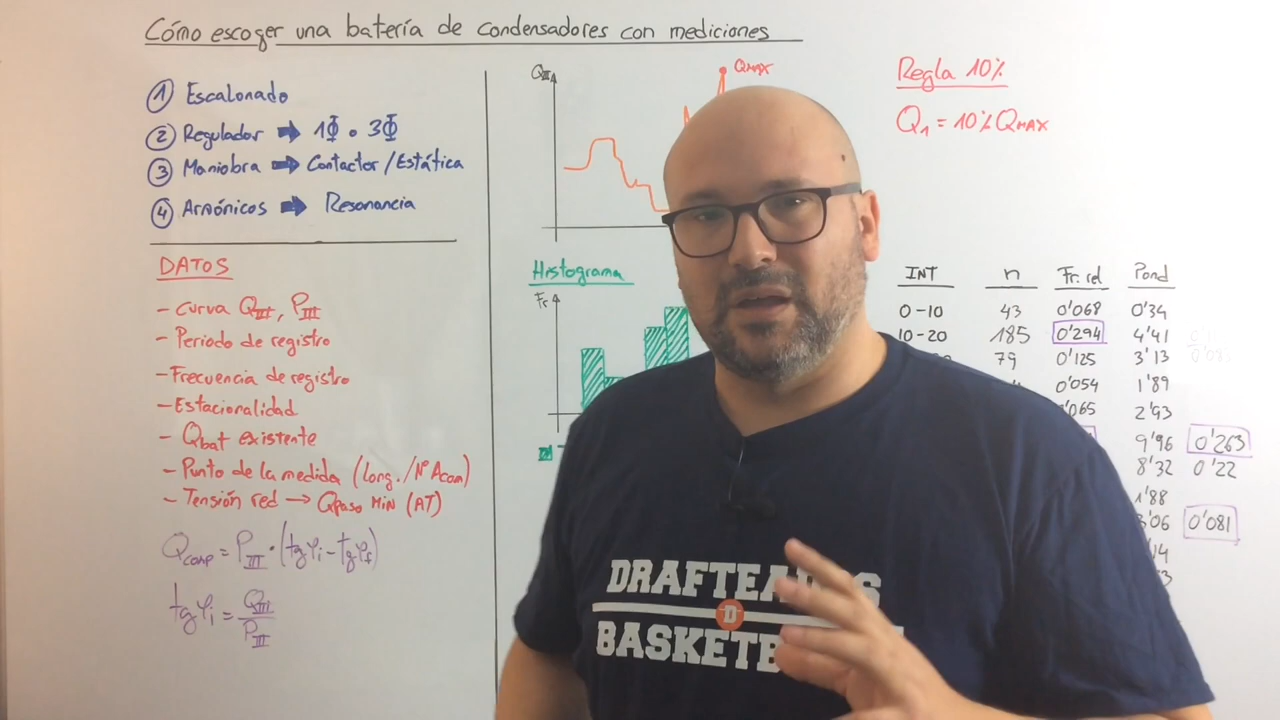 Cómo escoger una batería de condensadores con mediciones
1 Escalonado
2 Regulador ➡ 1Φ o 3Φ
3 Maniobra ➡ Contactor / Estática
4 Armónicos ➡ Resonancia
DATOS
- Curva QIII, PIII
- Periodo de registro
- Frecuencia de registro
- Estacionalidad
- Qbat existente
- Punto de la medida (long. / Nº Acom)
- Tensión red → Qpaso Min (AT)
Qcomp = PIII · (tgφi - tgφf)
tgφi = QIII / PIII
QIII
QMAX
Histograma
Fr
Regla 10%
Q1 = 10% QMAX
INT n Fr. rel Pond
0-10 43 0'068 0'34
10-20 185 0'294 4'41
79 0'125 3'13
0'054 1'89
'065 2'93
9'96 0'263
8'32 0'22
1'88
'06 0'081
'14
DRAFTEA
D
BASKETB